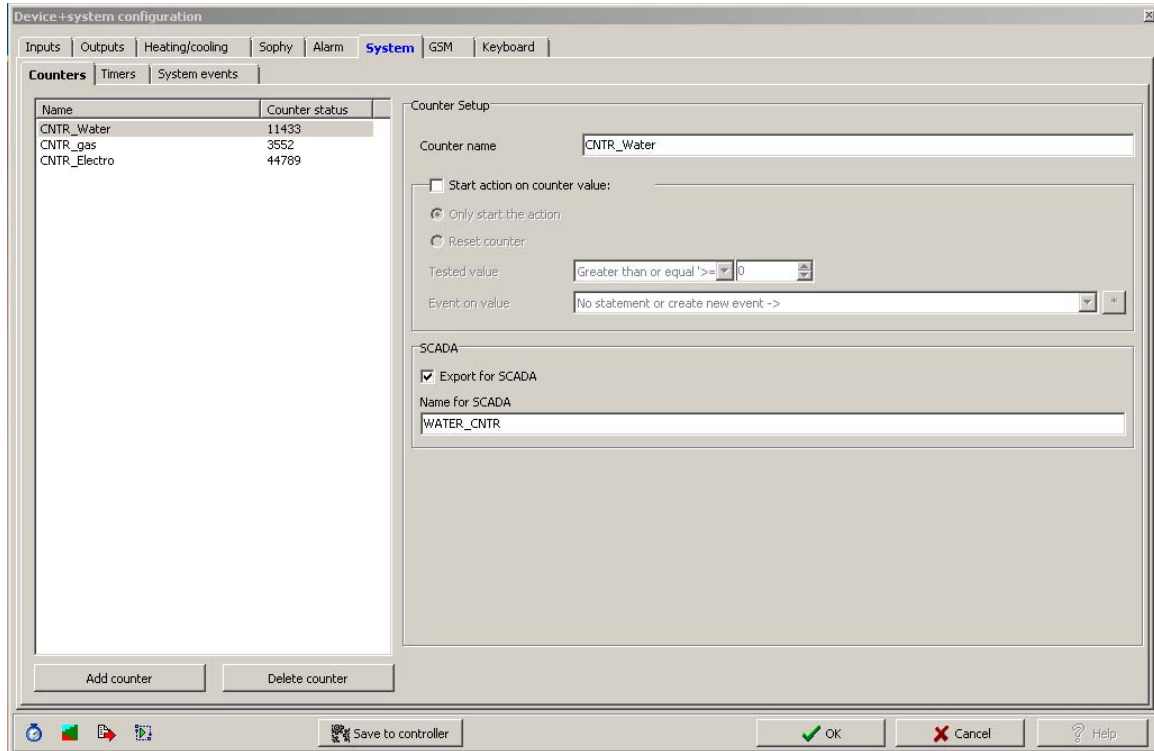 Device+system configuration
Inputs Outputs Heating/cooling Sophy Alarm System GSM Keyboard
Counters Timers System events
Name Counter status
CNTR_Water 11433
CNTR_gas 3552
CNTR_Electro 44789
Counter Setup
Counter name CNTR_Water
Start action on counter value:
Only start the action
Reset counter
Tested value Greater than or equal '>= 0
Event on value No statement or create new event -> *
SCADA
Export for SCADA
Name for SCADA
WATER_CNTR
Add counter Delete counter
Save to controller OK Cancel Help